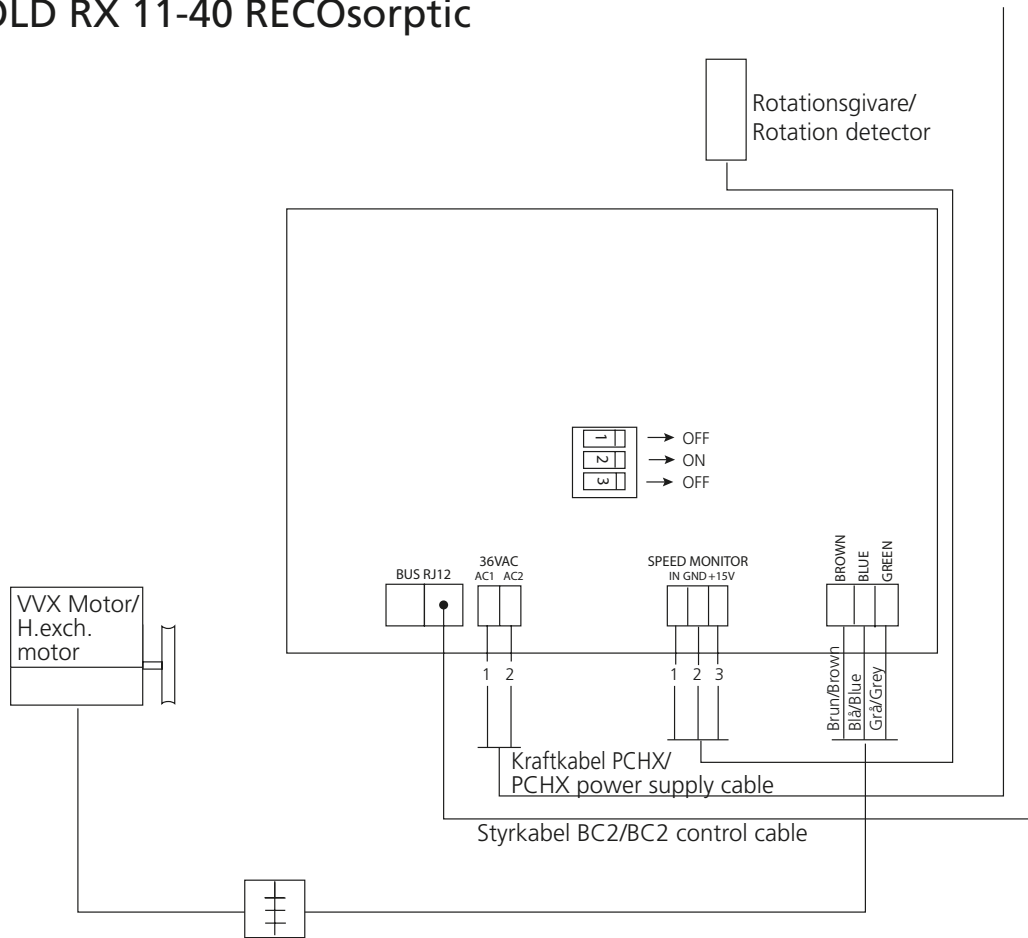 OLD RX 11-40 RECOsorptic
Rotationsgivare/
Rotation detector
1 OFF
2 ON
3 OFF
BUS RJ12
36VAC
AC1 AC2
SPEED MONITOR
IN GND +15V
BROWN
BLUE
GREEN
VVX Motor/
H.exch.
motor
1 2
1 2 3
Brun/Brown
Blå/Blue
Grå/Grey
Kraftkabel PCHX/
PCHX power supply cable
Styrkabel BC2/BC2 control cable